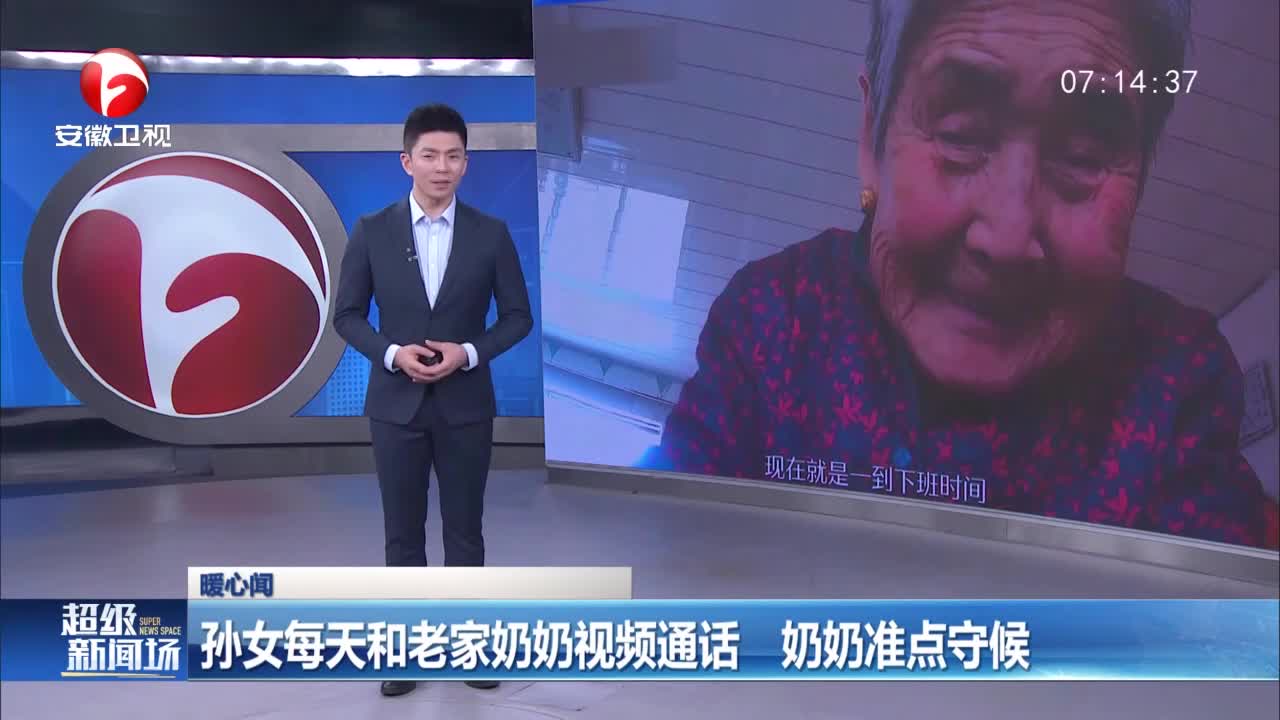 安徽卫视
07:14:37
现在就是一到下班时间
暖心闻
超级
SUPER
NEWS SPACE
新闻场
孙女每天和老家奶奶视频通话 奶奶准点守候